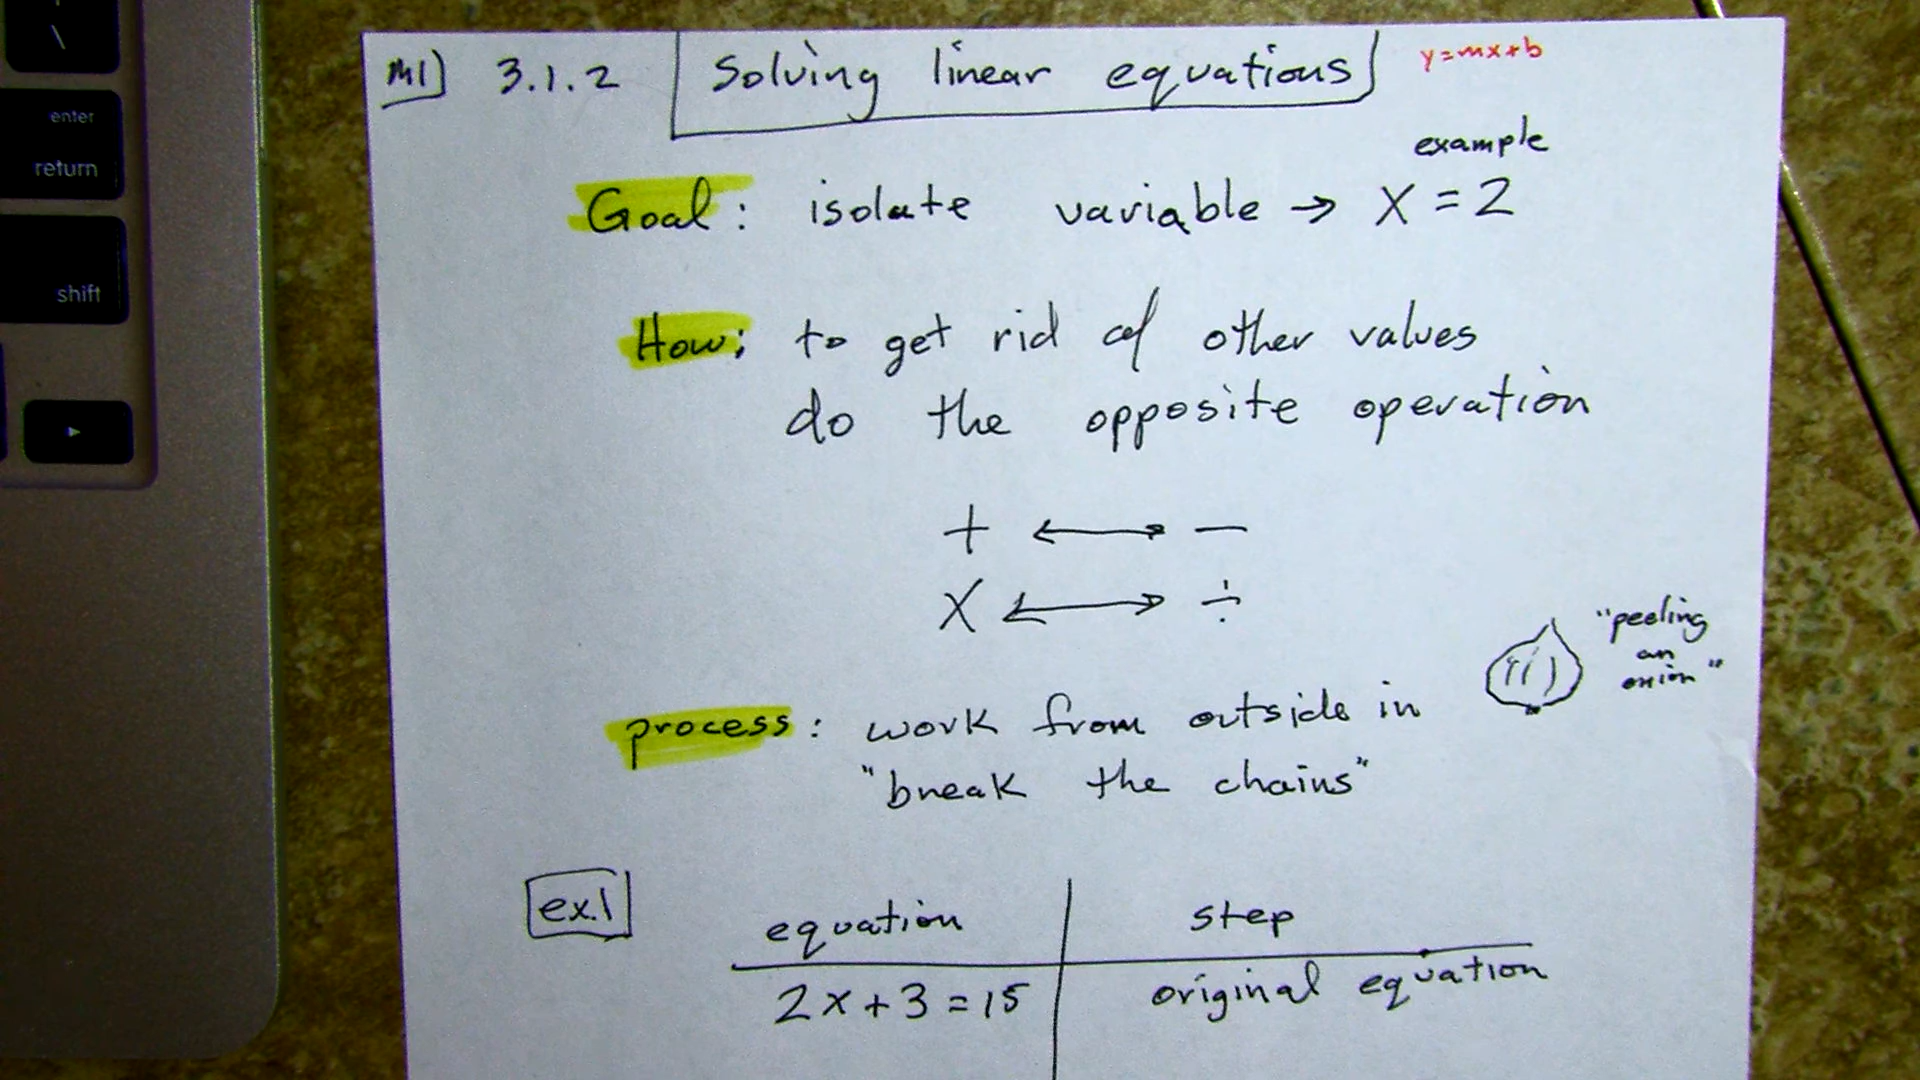 \
enter
return
shift
M1) 3.1.2 Solving linear equations y=mx+b
example
Goal: isolate variable → x = 2
How: to get rid of other values
do the opposite operation
+ ↔ −
X ↔ ÷
"peeling
an
onion"
process: work from outside in
"break the chains"
ex.1
equation step
2x+3=15 original equation